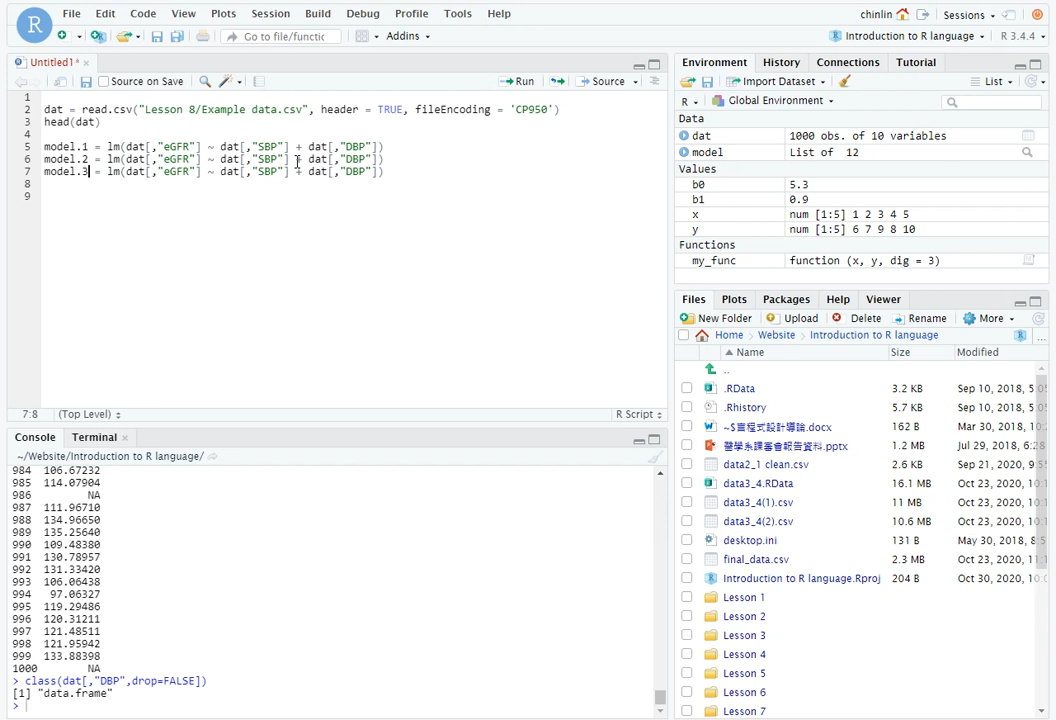 File Edit Code View Plots Session Build Debug Profile Tools Help
chinlin Sessions
Go to file/functic Addins
Introduction to R language R 3.4.4
Untitled1*
Source on Save Run Source
1
2 dat = read.csv("Lesson 8/Example data.csv", header = TRUE, fileEncoding = 'CP950')
3 head(dat)
4
5 model.1 = lm(dat[,"eGFR"] ~ dat[,"SBP"] + dat[,"DBP"])
6 model.2 = lm(dat[,"eGFR"] ~ dat[,"SBP"] + dat[,"DBP"])
7 model.3 = lm(dat[,"eGFR"] ~ dat[,"SBP"] + dat[,"DBP"])
8
9
7:8 (Top Level) R Script
Console Terminal
~/Website/Introduction to R language/
984 106.67232
985 114.07904
986 NA
987 111.96710
988 134.96650
989 135.25640
990 109.48380
991 130.78957
992 131.33420
993 106.06438
994 97.06327
995 119.29486
996 120.31211
997 121.48511
998 121.95942
999 133.88398
1000 NA
> class(dat[,"DBP",drop=FALSE])
[1] "data.frame"
>
Environment History Connections Tutorial
Import Dataset List
R Global Environment
Data
dat 1000 obs. of 10 variables
model List of 12
Values
b0 5.3
b1 0.9
x num [1:5] 1 2 3 4 5
y num [1:5] 6 7 9 8 10
Functions
my_func function (x, y, dig = 3)
Files Plots Packages Help Viewer
New Folder Upload Delete Rename More
Home Website Introduction to R language ...
Name Size Modified
..
.RData 3.2 KB Sep 10, 2018, 5:05
.Rhistory 5.7 KB Sep 10, 2018, 5:05
162 B Mar 30, 2018, 10:
醫學系課審會報告資料.pptx 1.2 MB Jul 29, 2018, 6:28
data2_1 clean.csv 2.6 KB Sep 21, 2020, 9:55
data3_4.RData 16.1 MB Oct 23, 2020, 10:1
data3_4(1).csv 11 MB Oct 23, 2020, 10:1
data3_4(2).csv 10.6 MB Oct 23, 2020, 10:1
desktop.ini 131 B May 30, 2018, 8:5
final_data.csv 2.3 MB Oct 23, 2020, 11:1
Introduction to R language.Rproj 204 B Oct 30, 2020, 10:0
Lesson 1
Lesson 2
Lesson 3
Lesson 4
Lesson 5
Lesson 6
Lesson 7